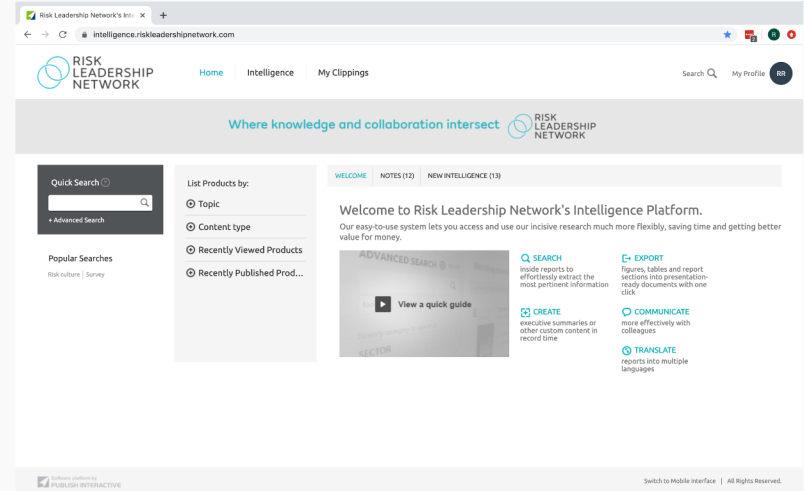 Risk Leadership Network's Inte
intelligence.riskleadershipnetwork.com
R
RISK
LEADERSHIP
NETWORK
Home
Intelligence
My Clippings
Search
My Profile
RR
Where knowledge and collaboration intersect
RISK
LEADERSHIP
NETWORK
Quick Search
+ Advanced Search
Popular Searches
Risk culture | Survey
List Products by:
Topic
Content type
Recently Viewed Products
Recently Published Prod...
WELCOME
NOTES (12)
NEW INTELLIGENCE (13)
Welcome to Risk Leadership Network's Intelligence Platform.
Our easy-to-use system lets you access and use our incisive research much more flexibly, saving time and getting better
value for money.
ADVANCED SEARCH
View a quick guide
SECTOR
SEARCH
inside reports to
effortlessly extract the
most pertinent information
CREATE
executive summaries or
other custom content in
record time
EXPORT
figures, tables and report
sections into presentation-
ready documents with one
click
COMMUNICATE
more effectively with
colleagues
TRANSLATE
reports into multiple
languages
Software platform by
PUBLISH INTERACTIVE
Switch to Mobile interface | All Rights Reserved.